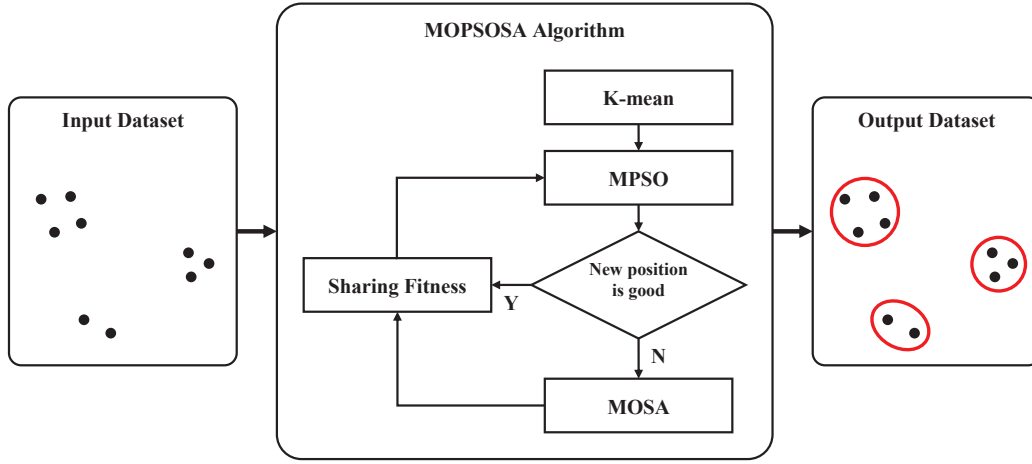 MOPSOSA Algorithm
Input Dataset
K-mean
MPSO
New position
is good
Sharing Fitness
Y
N
MOSA
Output Dataset